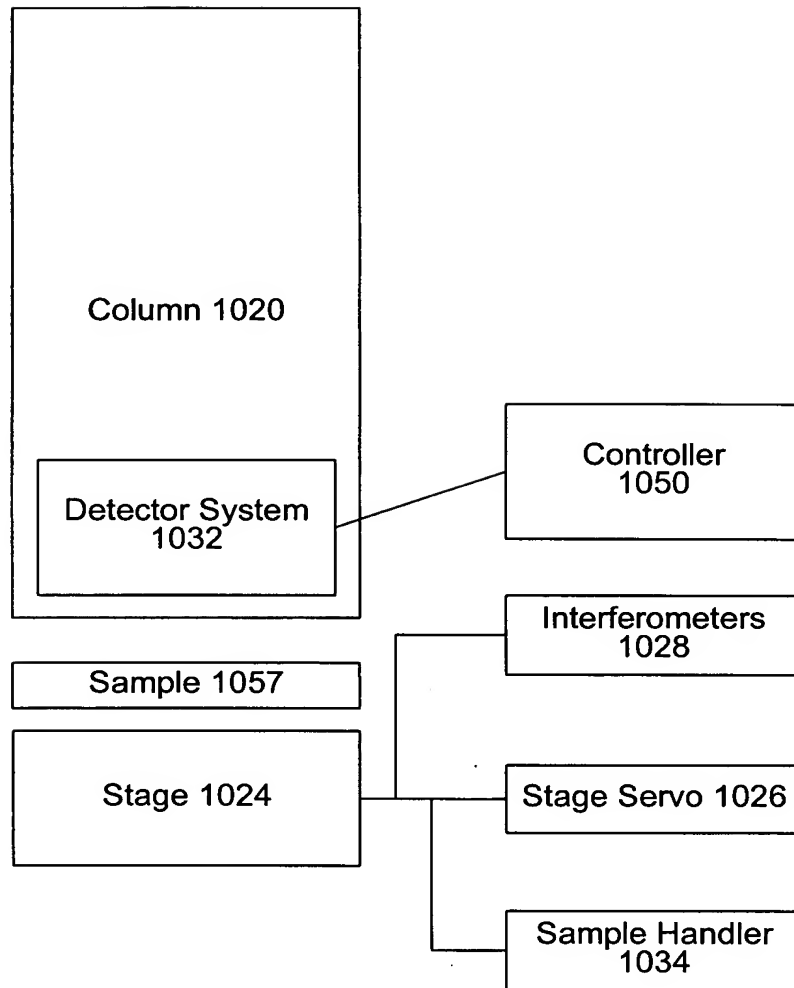 Column 1020
Detector System
1032
Controller
1050
Interferometers
1028
Sample 1057
Stage 1024
Stage Servo 1026
Sample Handler
1034